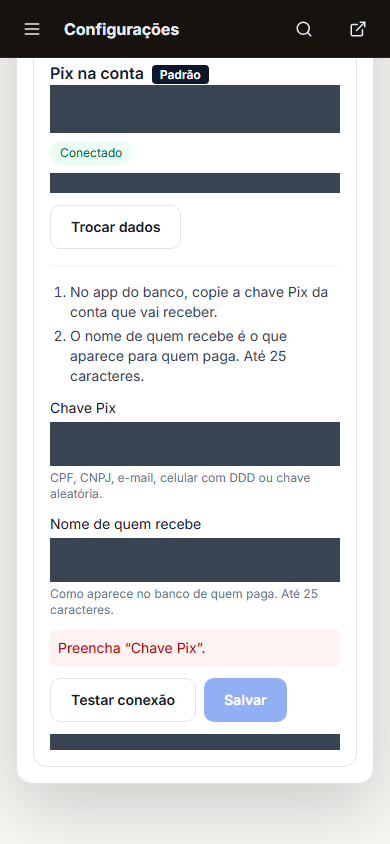 Configurações
Pix na conta Padrão
Conectado
Trocar dados
1. No app do banco, copie a chave Pix da
conta que vai receber.
2. O nome de quem recebe é o que
aparece para quem paga. Até 25
caracteres.
Chave Pix
CPF, CNPJ, e-mail, celular com DDD ou chave
aleatória.
Nome de quem recebe
Como aparece no banco de quem paga. Até 25
caracteres.
Preencha “Chave Pix”.
Testar conexão Salvar